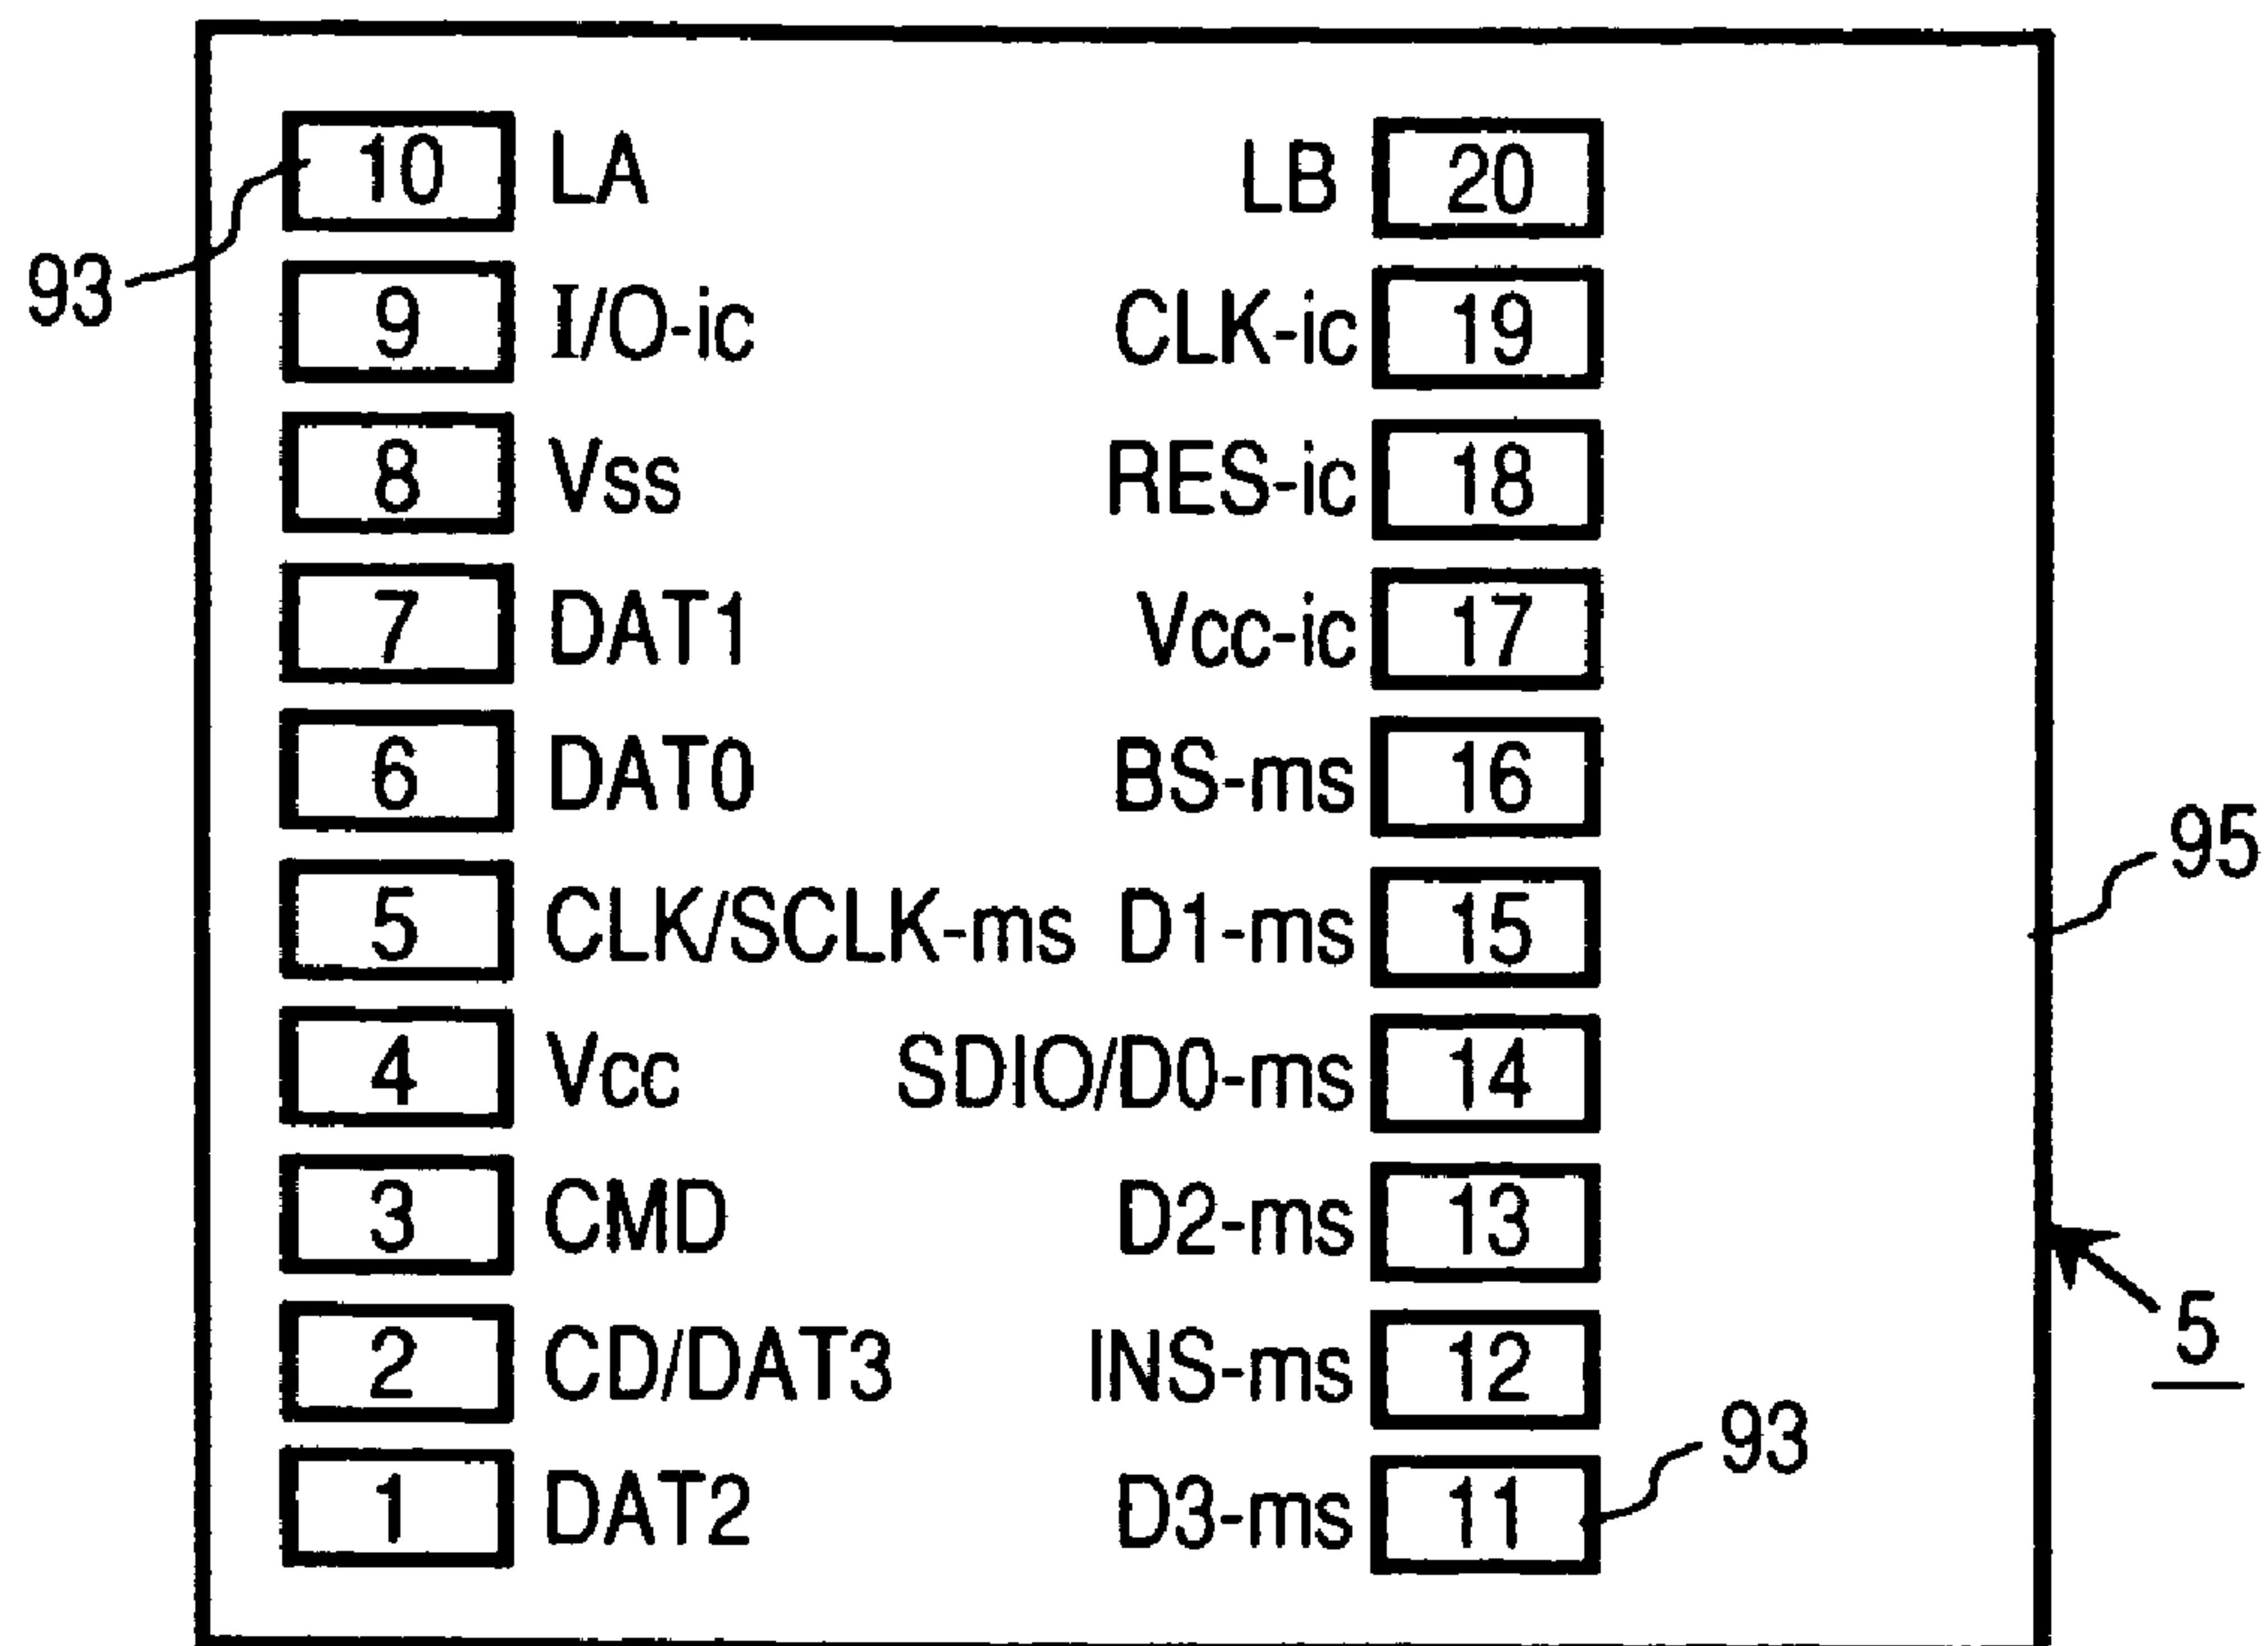 10 LA LB 20
93
9 I/O-ic CLK-ic 19
8 Vss RES-ic 18
7 DAT1 Vcc-ic 17
6 DAT0 BS-ms 16
95
5 CLK/SCLK-ms D1-ms 15
4 Vcc SDIO/D0-ms 14
3 CMD D2-ms 13
5
2 CD/DAT3 INS-ms 12
93
1 DAT2 D3-ms 11